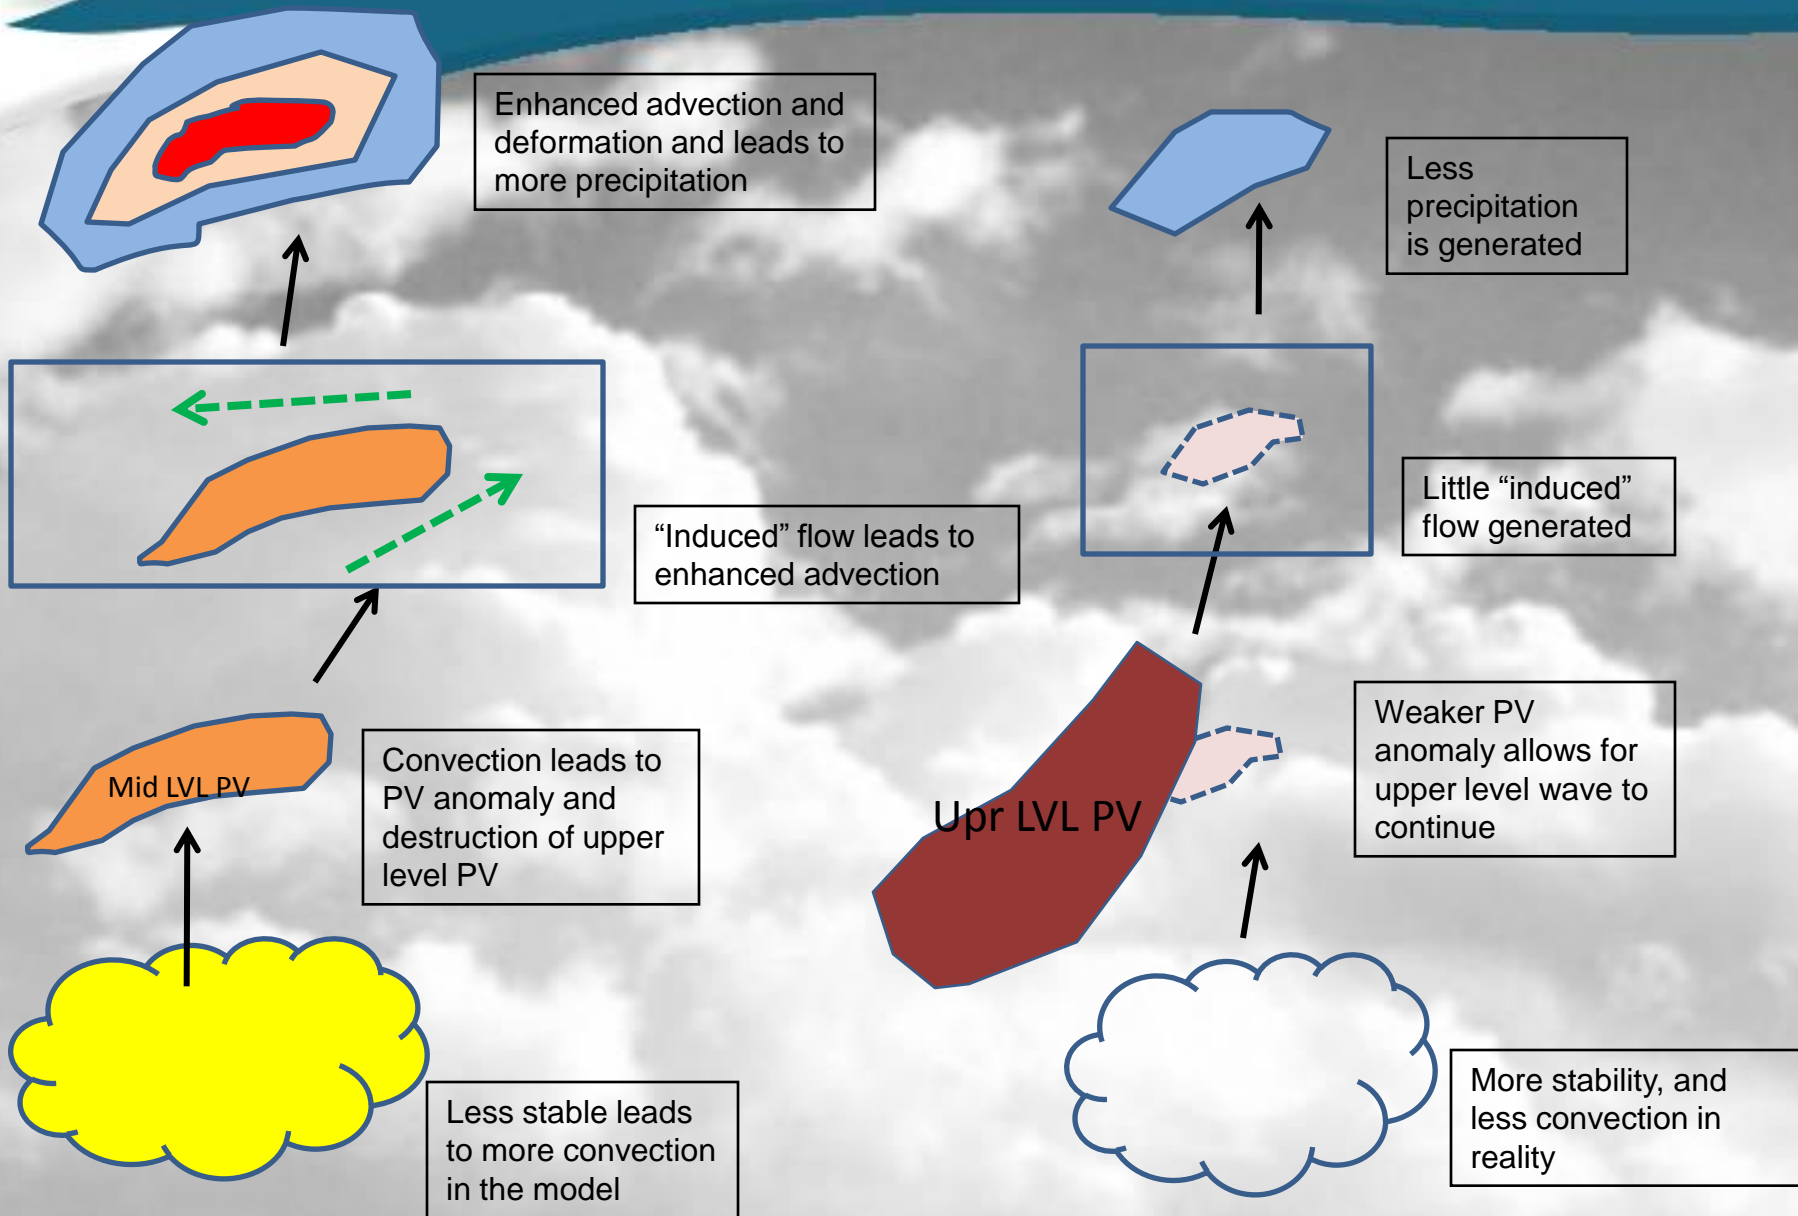 Enhanced advection and
deformation and leads to
more precipitation
Less
precipitation
is generated
“Induced” flow leads to
enhanced advection
Little “induced”
flow generated
Mid LVL PV
Convection leads to
PV anomaly and
destruction of upper
level PV
Upr LVL PV
Weaker PV
anomaly allows for
upper level wave to
continue
Less stable leads
to more convection
in the model
More stability, and
less convection in
reality